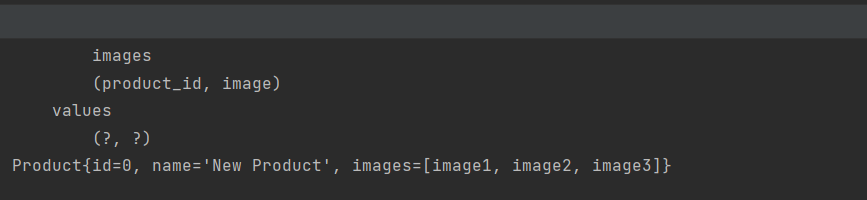 images
(product_id, image)
values
(?, ?)
Product{id=0, name='New Product', images=[image1, image2, image3]}